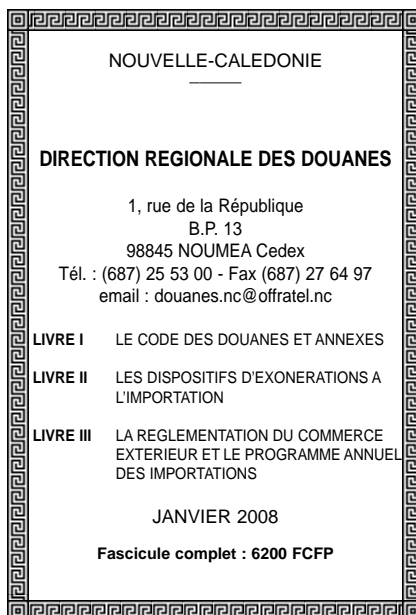 NOUVELLE-CALEDONIE
DIRECTION REGIONALE DES DOUANES
1, rue de la République
B.P. 13
98845 NOUMEA Cedex
Tél. : (687) 25 53 00 - Fax (687) 27 64 97
email : douanes.nc@offratel.nc
LIVRE I LE CODE DES DOUANES ET ANNEXES
LIVRE II LES DISPOSITIFS D'EXONERATIONS A
L'IMPORTATION
LIVRE III LA REGLEMENTATION DU COMMERCE
EXTERIEUR ET LE PROGRAMME ANNUEL
DES IMPORTATIONS
JANVIER 2008
Fascicule complet : 6200 FCFP